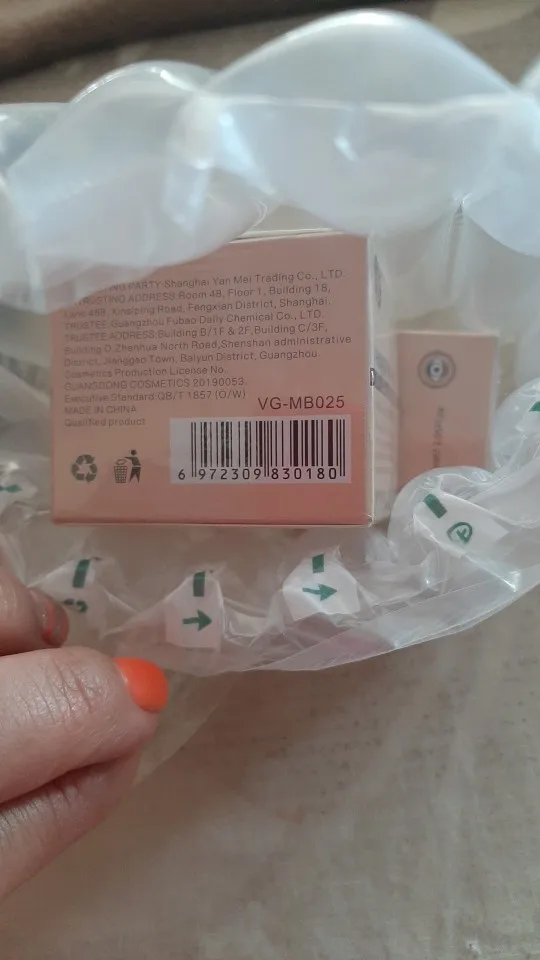 PARTY:Shanghai Yan Mei Trading Co., LTD
ADDRESS:Room 49, Floor 1, Building 18,
Lane 469, Xinaiping Road, Fengxian District, Shanghai.
TRUSTEE:Guangzhou Fubao Daily Chemical Co., LTD.
TRUSTEE ADDRESS:Building B/1F & 2F,Building C/3F,
Building D,Zhenhua North Road,Shenshan administrative
District, Jianggao Town, Baiyun District, Guangzhou.
Cosmetics Production License No.
GUANGDONG COSMETICS 20190053.
Executive Standard:QB/T 1857 (O/W)
MADE IN CHINA
VG-MB025
Qualified product
6 972309 830180